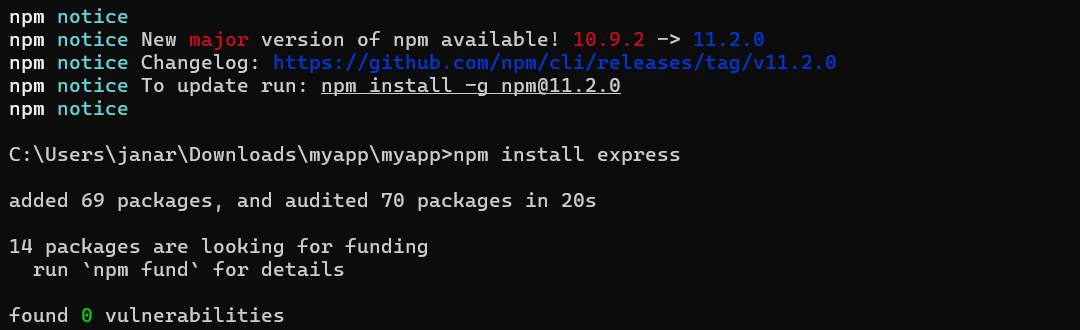 npm notice
npm notice New major version of npm available! 10.9.2 -> 11.2.0
npm notice Changelog: https://github.com/npm/cli/releases/tag/v11.2.0
npm notice To update run: npm install -g npm@11.2.0
npm notice
C:\Users\janar\Downloads\myapp\myapp>npm install express
added 69 packages, and audited 70 packages in 20s
14 packages are looking for funding
  run `npm fund` for details
found 0 vulnerabilities